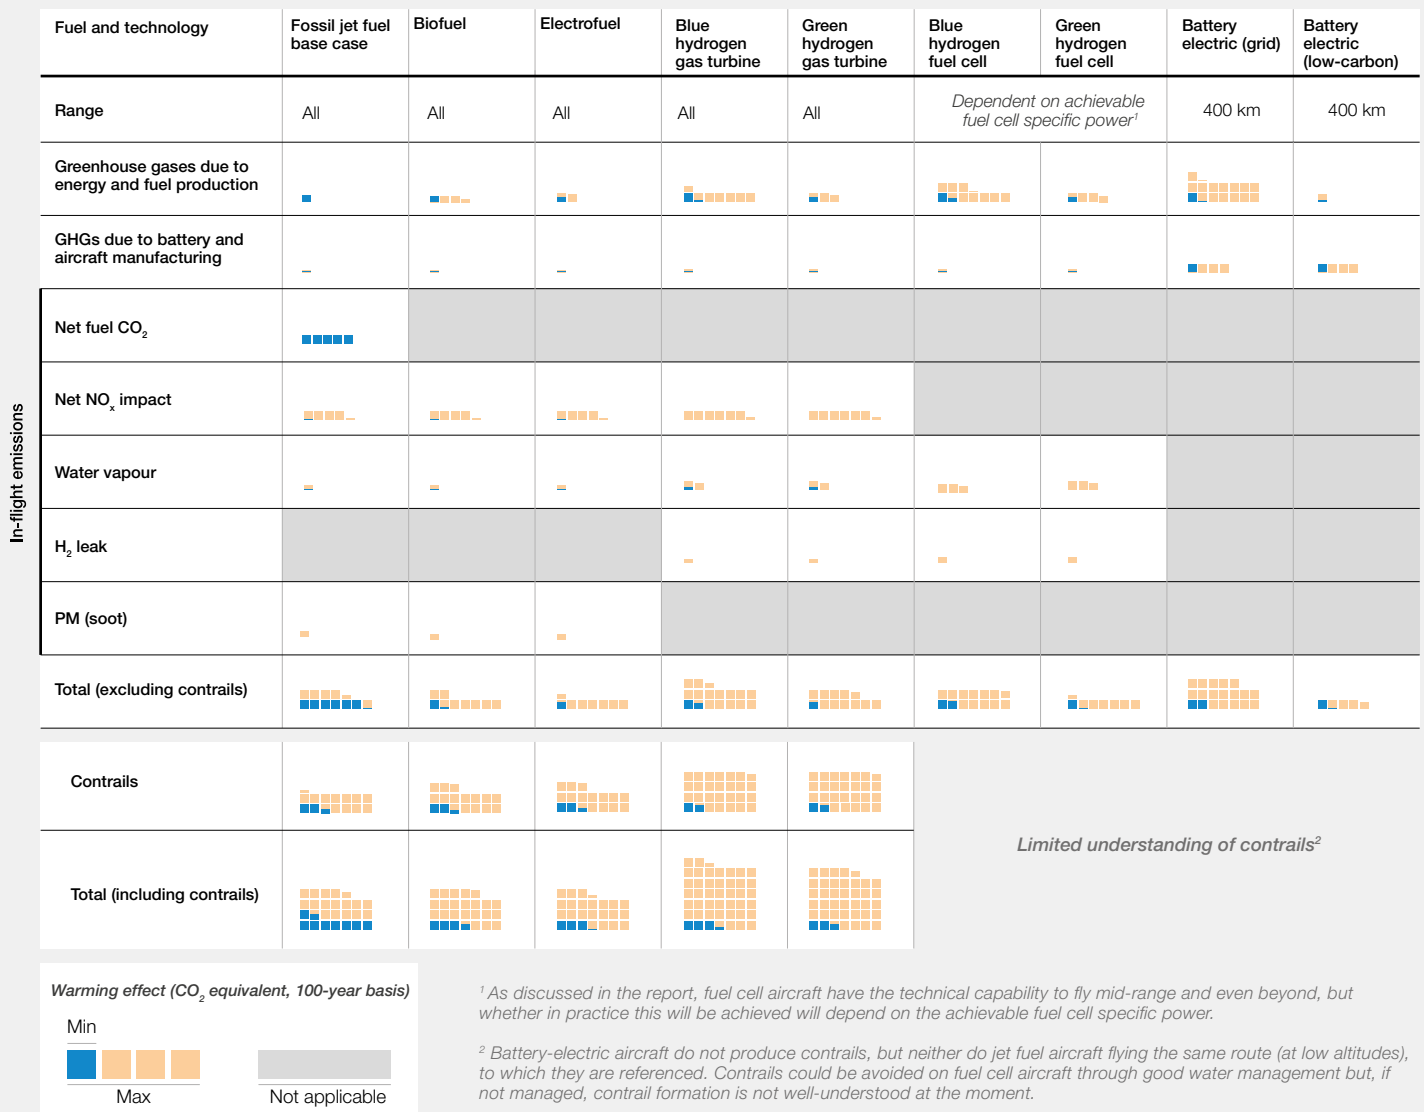 Fuel and technology
Fossil jet fuel
base case
Biofuel
Electrofuel
Blue
hydrogen
gas turbine
Green
hydrogen
gas turbine
Blue
hydrogen
fuel cell
Green
hydrogen
fuel cell
Battery
electric (grid)
Battery
electric
(low-carbon)
Range
All
All
All
All
All
Dependent on achievable
fuel cell specific power¹
400 km
400 km
Greenhouse gases due to
energy and fuel production
GHGs due to battery and
aircraft manufacturing
In-flight emissions
Net fuel CO₂
Net NOₓ impact
Water vapour
H₂ leak
PM (soot)
Total (excluding contrails)
Contrails
Limited understanding of contrails²
Total (including contrails)
Warming effect (CO₂ equivalent, 100-year basis)
Min
Max
Not applicable
¹ As discussed in the report, fuel cell aircraft have the technical capability to fly mid-range and even beyond, but
whether in practice this will be achieved will depend on the achievable fuel cell specific power.
² Battery-electric aircraft do not produce contrails, but neither do jet fuel aircraft flying the same route (at low altitudes),
to which they are referenced. Contrails could be avoided on fuel cell aircraft through good water management but, if
not managed, contrail formation is not well-understood at the moment.